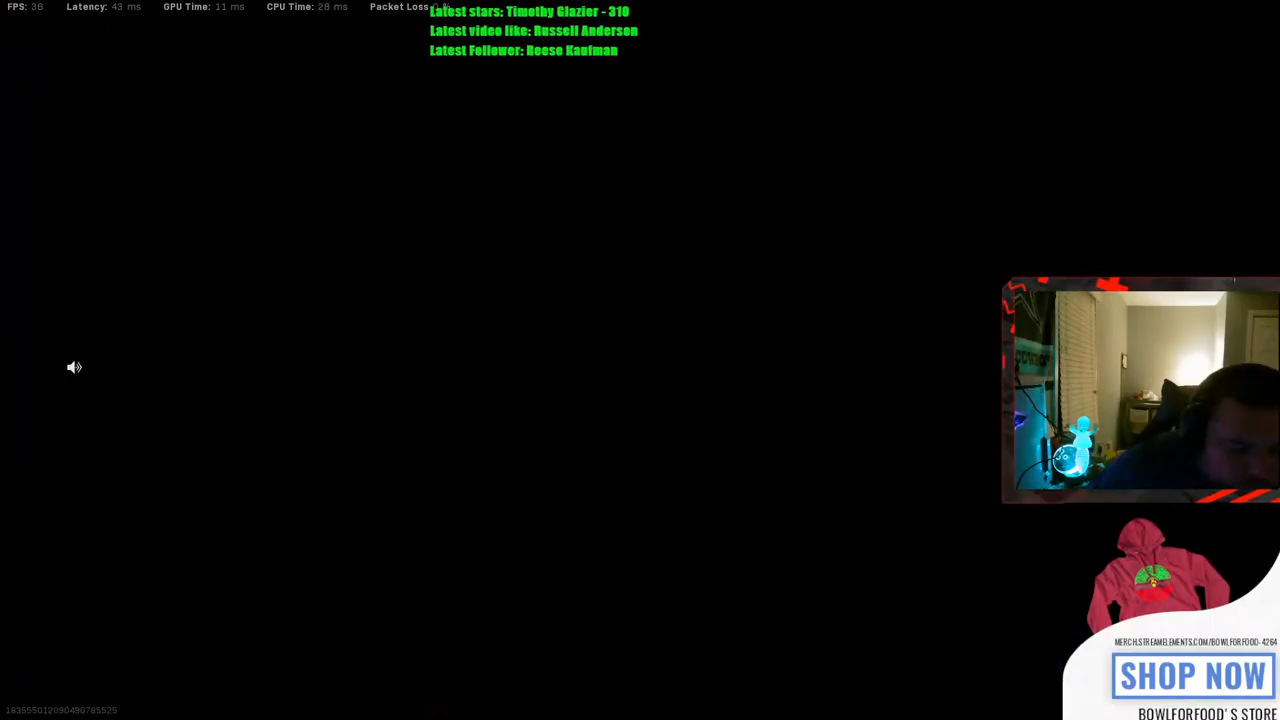 FPS: 36 Latency: 43 ms GPU Time: 11 ms CPU Time: 28 ms Packet Loss
Latest stars: Timothy Glazier - 310
Latest video like: Russell Anderson
Latest Follower: Reese Kaufman
MERCH.STREAMELEMENTS.COM/BOWLFORFOOD-4264
SHOP NOW
BOWLFORFOOD'S STORE